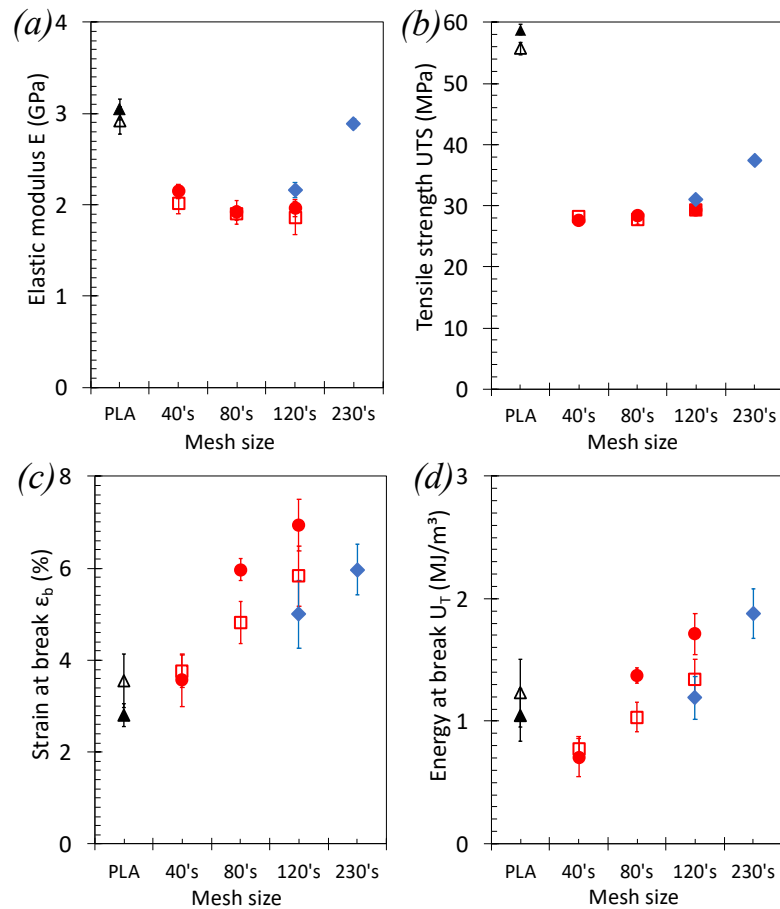 (a)
Elastic modulus E (GPa)
4
3
2
1
0
PLA 40's 80's 120's 230's
Mesh size
(b)
Tensile strength UTS (MPa)
60
50
40
30
20
10
0
PLA 40's 80's 120's 230's
Mesh size
(c)
Strain at break ε_b (%)
8
6
4
2
0
PLA 40's 80's 120's 230's
Mesh size
(d)
Energy at break U_T (MJ/m³)
3
2
1
0
PLA 40's 80's 120's 230's
Mesh size